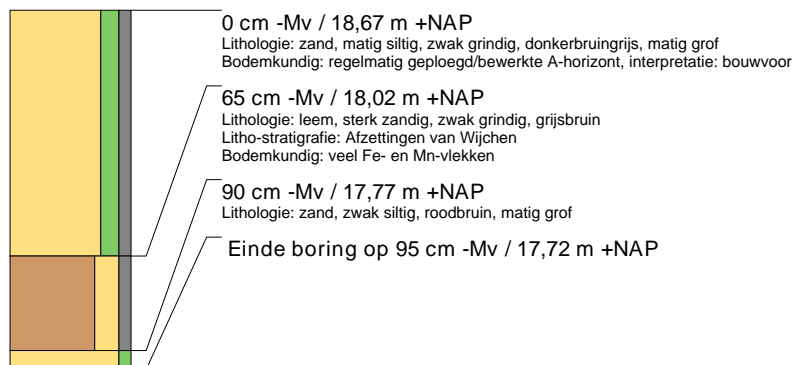 0 cm -Mv / 18,67 m +NAP
Lithologie: zand, matig siltig, zwak grindig, donkerbruingrijs, matig grof
Bodemkundig: regelmatig geploegd/bewerkte A-horizont, interpretatie: bouwvoor
65 cm -Mv / 18,02 m +NAP
Lithologie: leem, sterk zandig, zwak grindig, grijsbruin
Litho-stratigrafie: Afzettingen van Wijchen
Bodemkundig: veel Fe- en Mn-vlekken
90 cm -Mv / 17,77 m +NAP
Lithologie: zand, zwak siltig, roodbruin, matig grof
Einde boring op 95 cm -Mv / 17,72 m +NAP